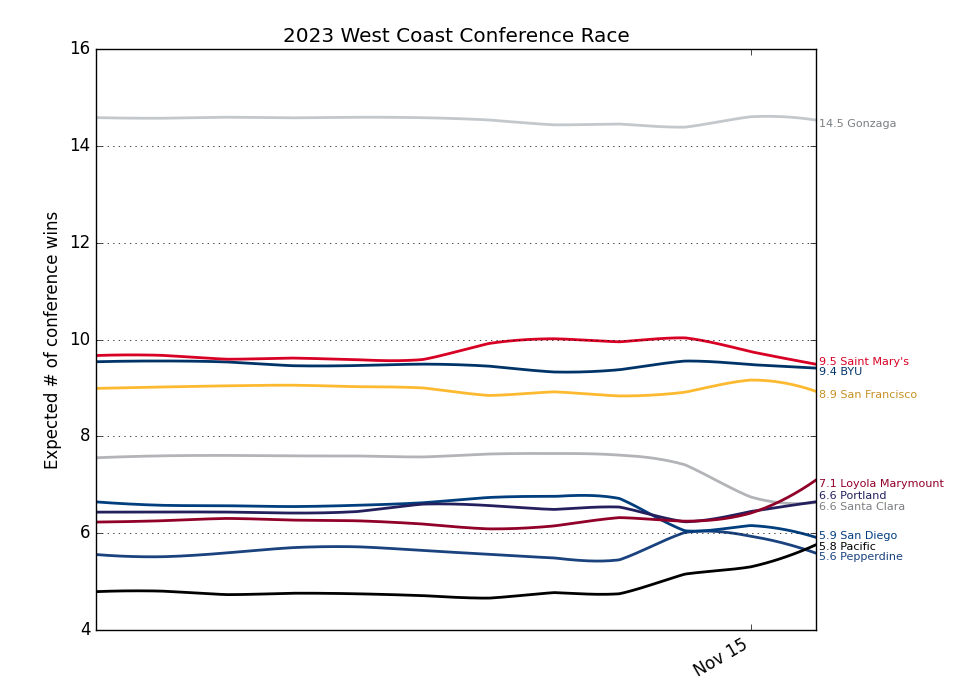 2023 West Coast Conference Race
Expected # of conference wins
16
14
12
10
8
6
4
14.5 Gonzaga
9.5 Saint Mary's
9.4 BYU
8.9 San Francisco
7.1 Loyola Marymount
6.6 Portland
6.6 Santa Clara
5.9 San Diego
5.8 Pacific
5.6 Pepperdine
Nov 15